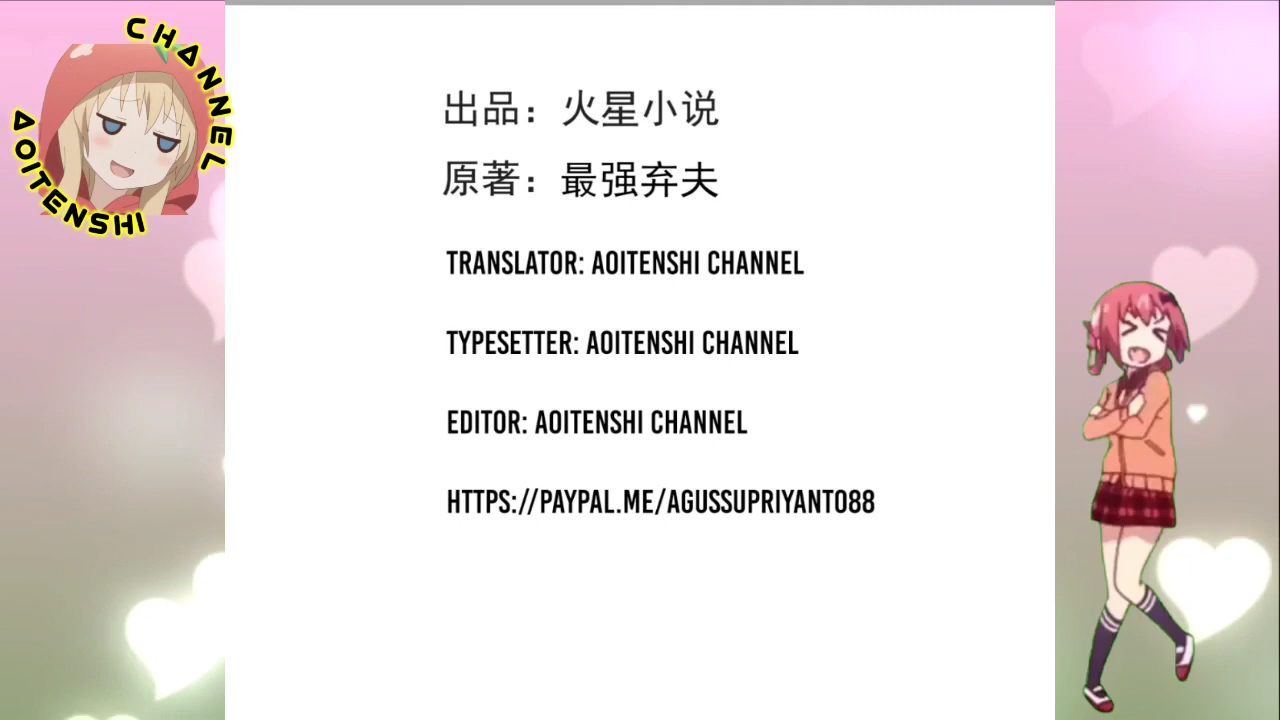 CHANNEL
AOITENSHI
出品：火星小说
原著：最强弃夫
TRANSLATOR: AOITENSHI CHANNEL
TYPESETTER: AOITENSHI CHANNEL
EDITOR: AOITENSHI CHANNEL
HTTPS://PAYPAL.ME/AGUSSUPRIYANTO88